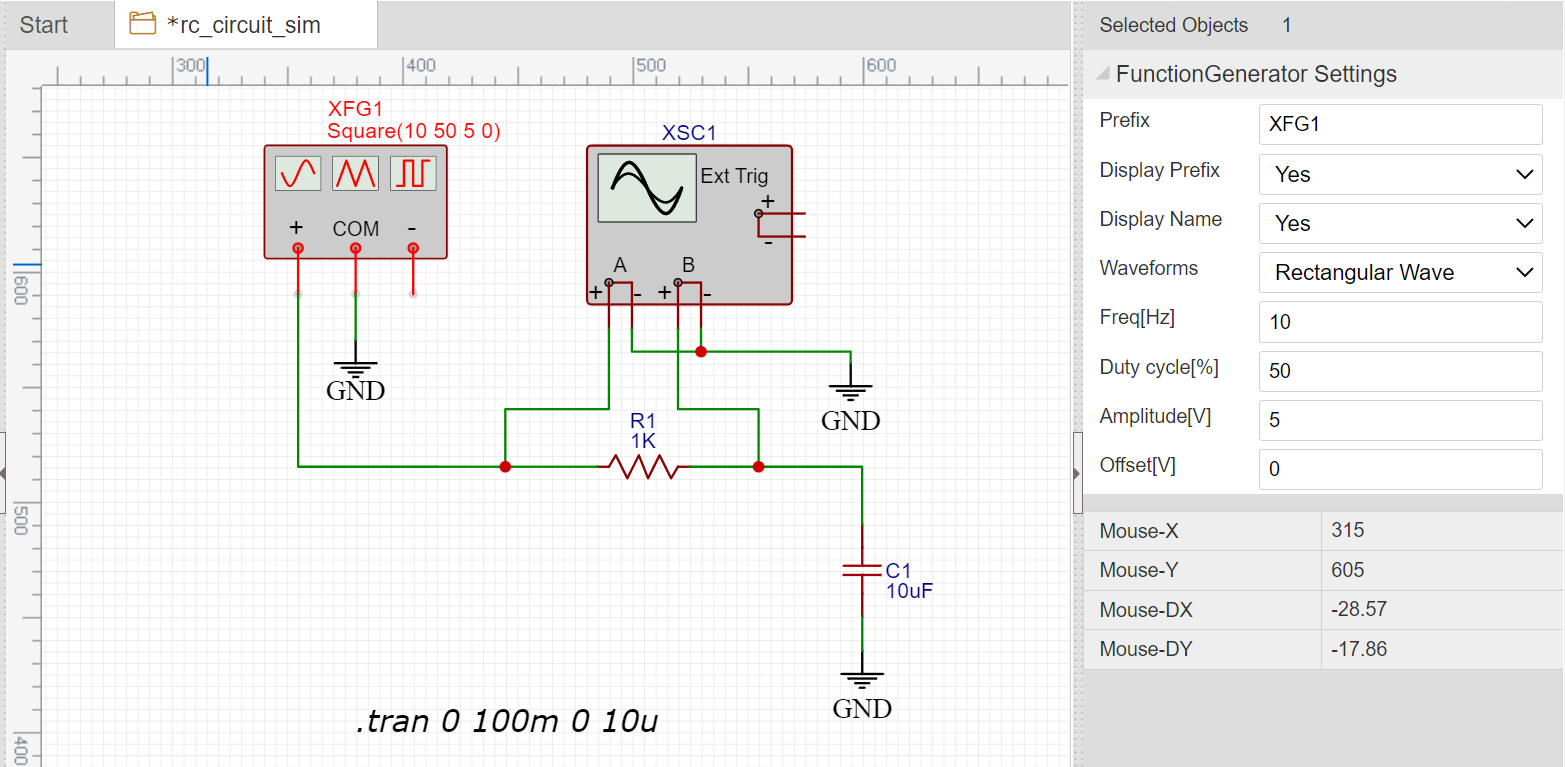 Start
*rc_circuit_sim
300
400
500
600
600
500
400
XFG1
Square(10 50 5 0)
+ COM -
GND
XSC1
Ext Trig
+
-
A B
+ - + -
GND
R1
1K
C1
10uF
GND
.tran 0 100m 0 10u
Selected Objects 1
FunctionGenerator Settings
Prefix XFG1
Display Prefix Yes
Display Name Yes
Waveforms Rectangular Wave
Freq[Hz] 10
Duty cycle[%] 50
Amplitude[V] 5
Offset[V] 0
Mouse-X 315
Mouse-Y 605
Mouse-DX -28.57
Mouse-DY -17.86